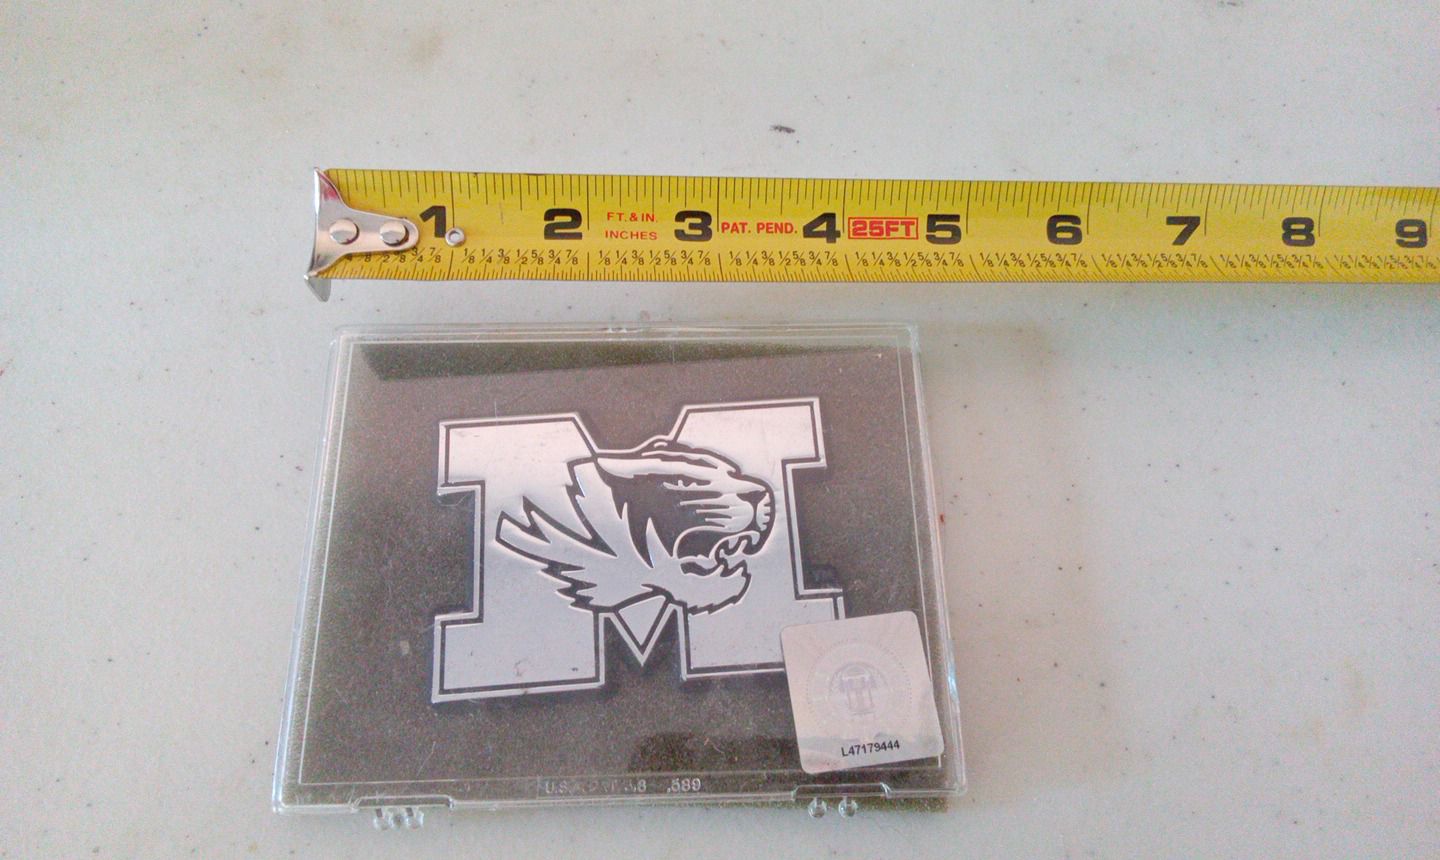 1 2 FT. & IN. INCHES 3 PAT. PEND. 4 25FT 5 6 7 8 9
M
L47179444
U.S.A.